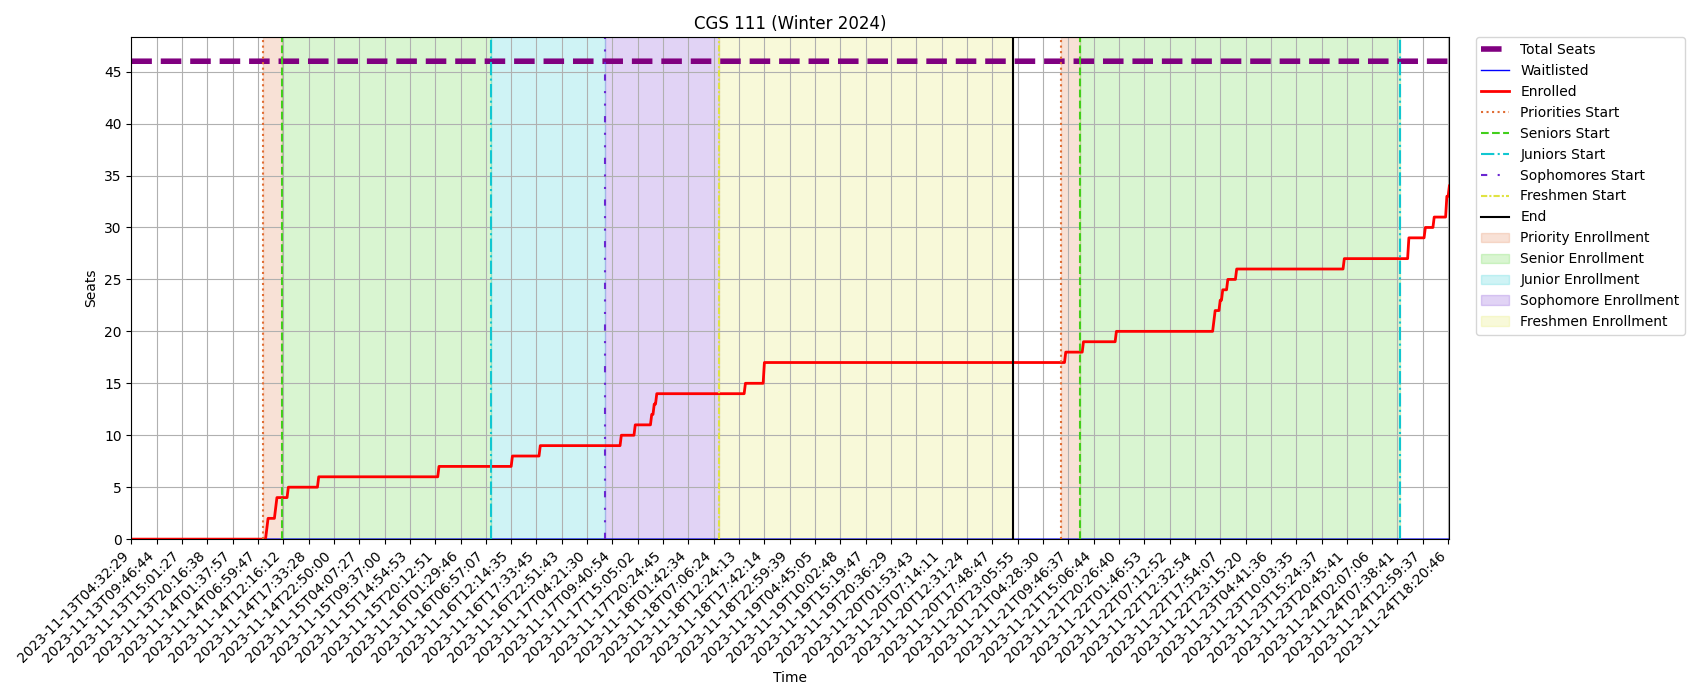 CGS 111 (Winter 2024)
Seats
45
40
35
30
25
20
15
10
5
0
2023-11-13T04:32:29
2023-11-13T09:46:44
2023-11-13T15:01:27
2023-11-13T20:16:38
2023-11-14T01:37:57
2023-11-14T06:59:47
2023-11-14T12:16:12
2023-11-14T17:33:28
2023-11-14T22:50:00
2023-11-15T04:07:27
2023-11-15T09:37:00
2023-11-15T14:54:53
2023-11-15T20:12:51
2023-11-16T01:29:46
2023-11-16T06:57:07
2023-11-16T12:14:35
2023-11-16T17:33:45
2023-11-16T22:51:43
2023-11-17T04:21:30
2023-11-17T09:40:54
2023-11-17T15:05:02
2023-11-17T20:24:45
2023-11-18T01:42:34
2023-11-18T07:06:24
2023-11-18T12:24:13
2023-11-18T17:42:14
2023-11-18T22:59:39
2023-11-19T04:45:05
2023-11-19T10:02:48
2023-11-19T15:19:47
2023-11-19T20:36:29
2023-11-20T01:53:43
2023-11-20T07:14:11
2023-11-20T12:31:24
2023-11-20T17:48:47
2023-11-20T23:05:55
2023-11-21T04:28:30
2023-11-21T09:46:37
2023-11-21T15:06:44
2023-11-21T20:26:40
2023-11-22T01:46:53
2023-11-22T07:12:52
2023-11-22T12:32:54
2023-11-22T17:54:07
2023-11-22T23:15:20
2023-11-23T04:41:36
2023-11-23T10:03:35
2023-11-23T15:24:37
2023-11-23T20:45:41
2023-11-24T02:07:06
2023-11-24T07:38:41
2023-11-24T12:59:37
2023-11-24T18:20:46
Time
Total Seats
Waitlisted
Enrolled
Priorities Start
Seniors Start
Juniors Start
Sophomores Start
Freshmen Start
End
Priority Enrollment
Senior Enrollment
Junior Enrollment
Sophomore Enrollment
Freshmen Enrollment